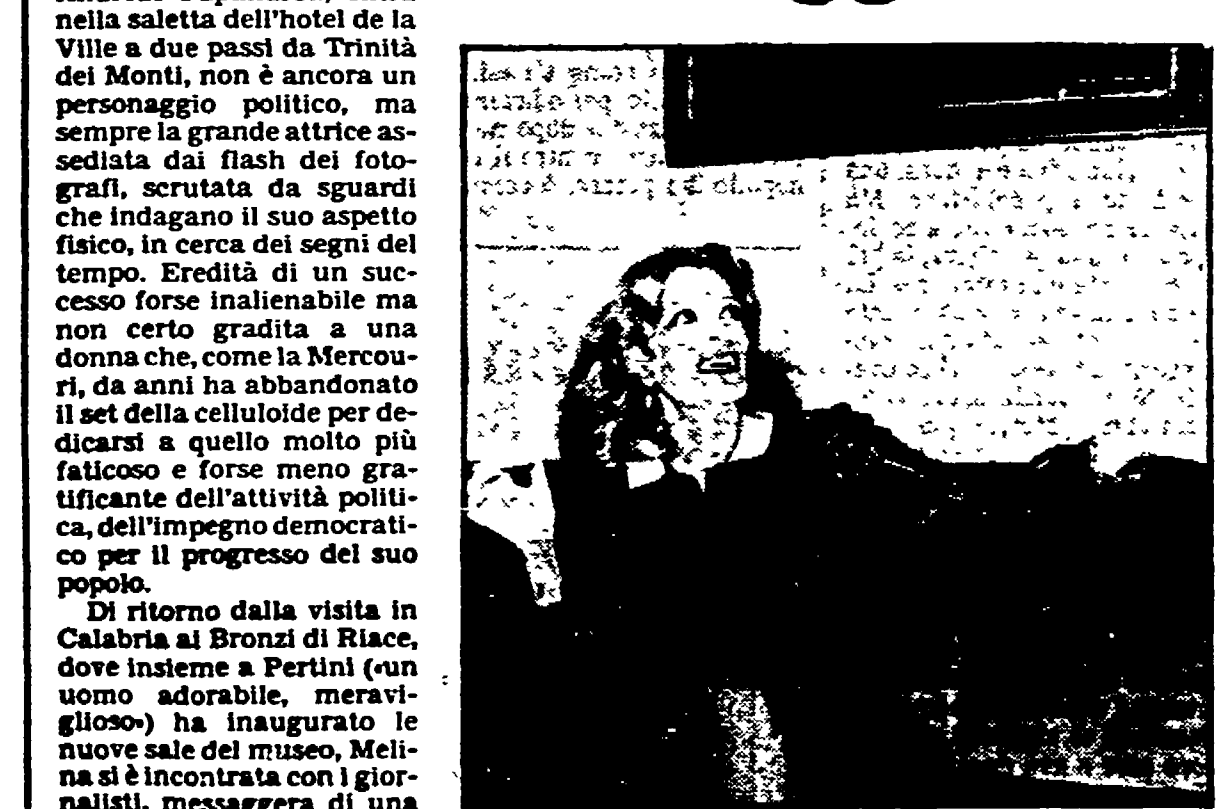 nella saletta dell'hotel de la
Ville a due passi da Trinità
dei Monti, non è ancora un
personaggio politico, ma
sempre la grande attrice as-
sediata dai flash dei foto-
grafi, scrutata da sguardi
che indagano il suo aspetto
fisico, in cerca dei segni del
tempo. Eredità di un suc-
cesso forse inalienabile ma
non certo gradita a una
donna che, come la Mercou-
ri, da anni ha abbandonato
il set della celluloide per de-
dicarsi a quello molto più
faticoso e forse meno gra-
tificante dell'attività politi-
ca, dell'impegno democrati-
co per il progresso del suo
popolo.
Di ritorno dalla visita in
Calabria ai Bronzi di Riace,
dove insieme a Pertini («un
uomo adorabile, meravi-
glioso») ha inaugurato le
nuove sale del museo, Meli-
na si è incontrata con i gior-
nalisti, messaggera di una